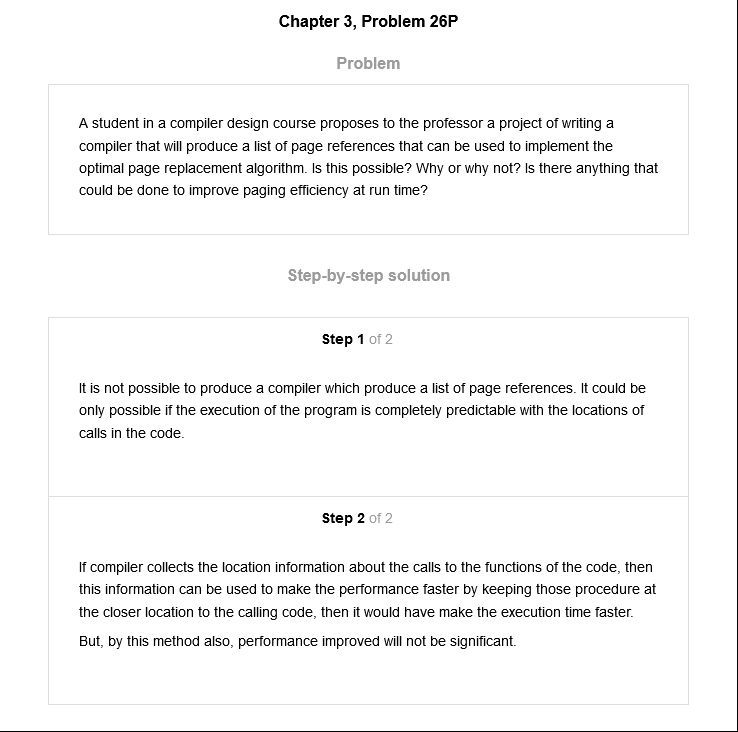 Chapter 3, Problem 26P
Problem
A student in a compiler design course proposes to the professor a project of writing a
compiler that will produce a list of page references that can be used to implement the
optimal page replacement algorithm. Is this possible? Why or why not? Is there anything that
could be done to improve paging efficiency at run time?
Step-by-step solution
Step 1 of 2
It is not possible to produce a compiler which produce a list of page references. It could be
only possible if the execution of the program is completely predictable with the locations of
calls in the code.
Step 2 of 2
If compiler collects the location information about the calls to the functions of the code, then
this information can be used to make the performance faster by keeping those procedure at
the closer location to the calling code, then it would have make the execution time faster.
But, by this method also, performance improved will not be significant.